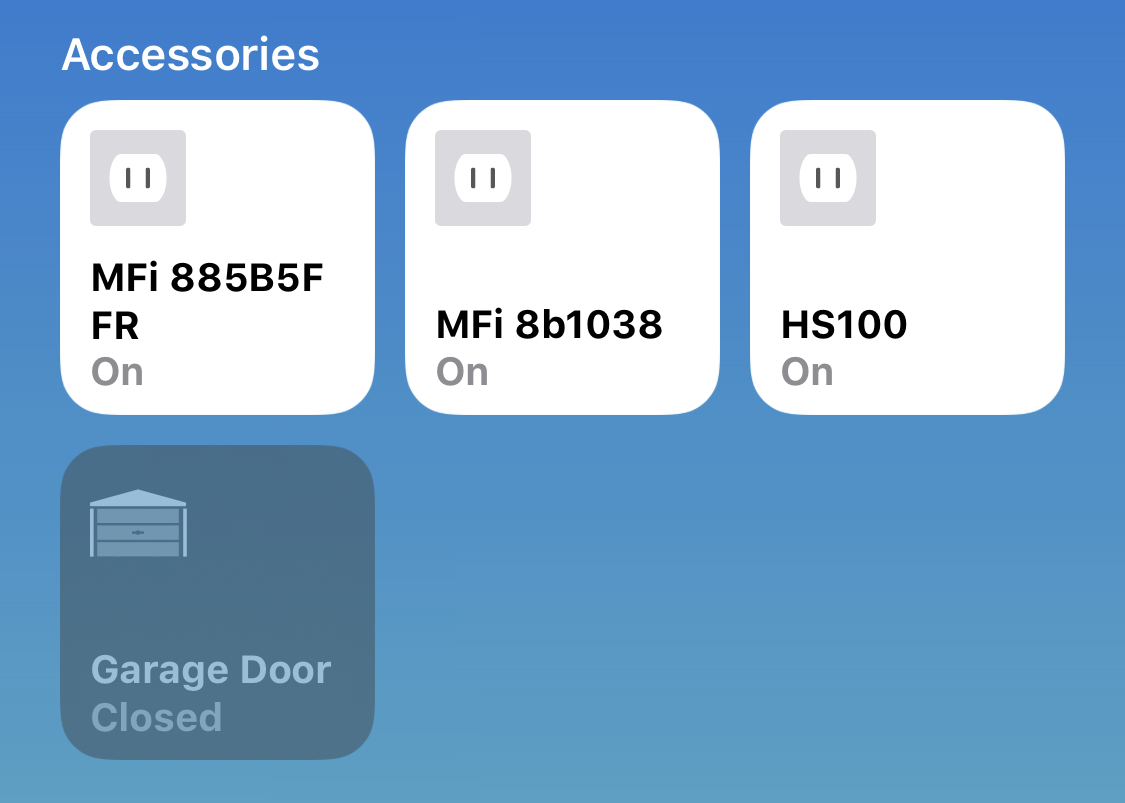 Accessories
MFi 885B5F
FR
On
MFi 8b1038
On
HS100
On
Garage Door
Closed